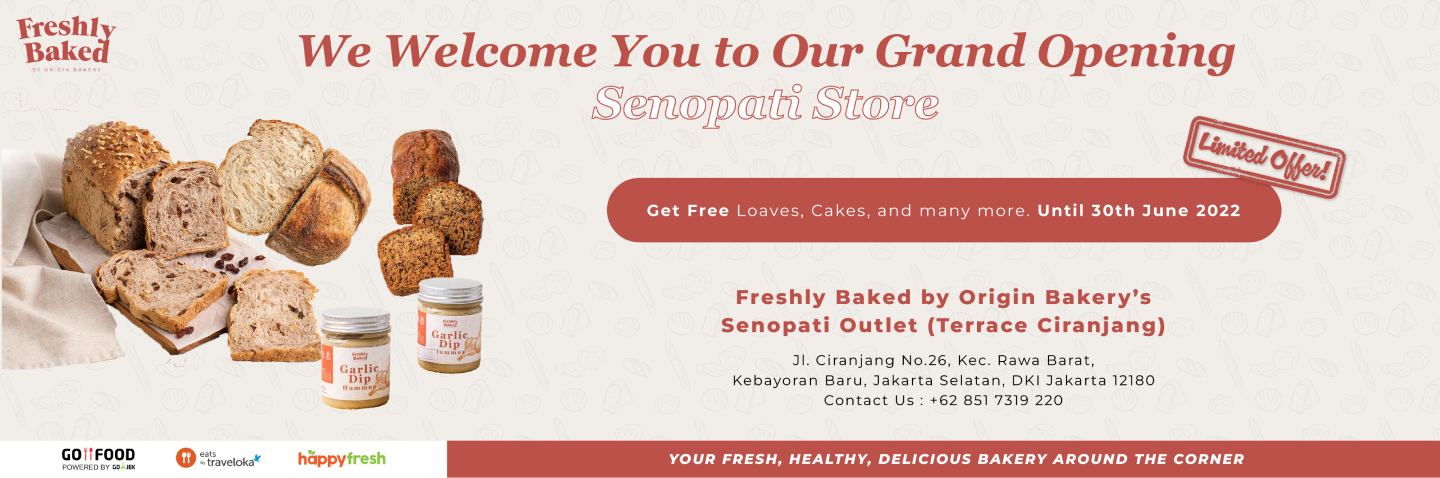 Freshly
Baked
BY ORIGIN BAKERY
We Welcome You to Our Grand Opening
Senopati Store
Limited Offer!
Get Free Loaves, Cakes, and many more. Until 30th June 2022
Freshly Baked by Origin Bakery’s
Senopati Outlet (Terrace Ciranjang)
Jl. Ciranjang No.26, Kec. Rawa Barat,
Kebayoran Baru, Jakarta Selatan, DKI Jakarta 12180
Contact Us : +62 851 7319 220
Freshly
Baked
Garlic
Dip
Hummus
Freshly
Baked
Garlic
Dip
Hummus
GO FOOD
POWERED BY GO JEK
eats
by traveloka
happyfresh
YOUR FRESH, HEALTHY, DELICIOUS BAKERY AROUND THE CORNER